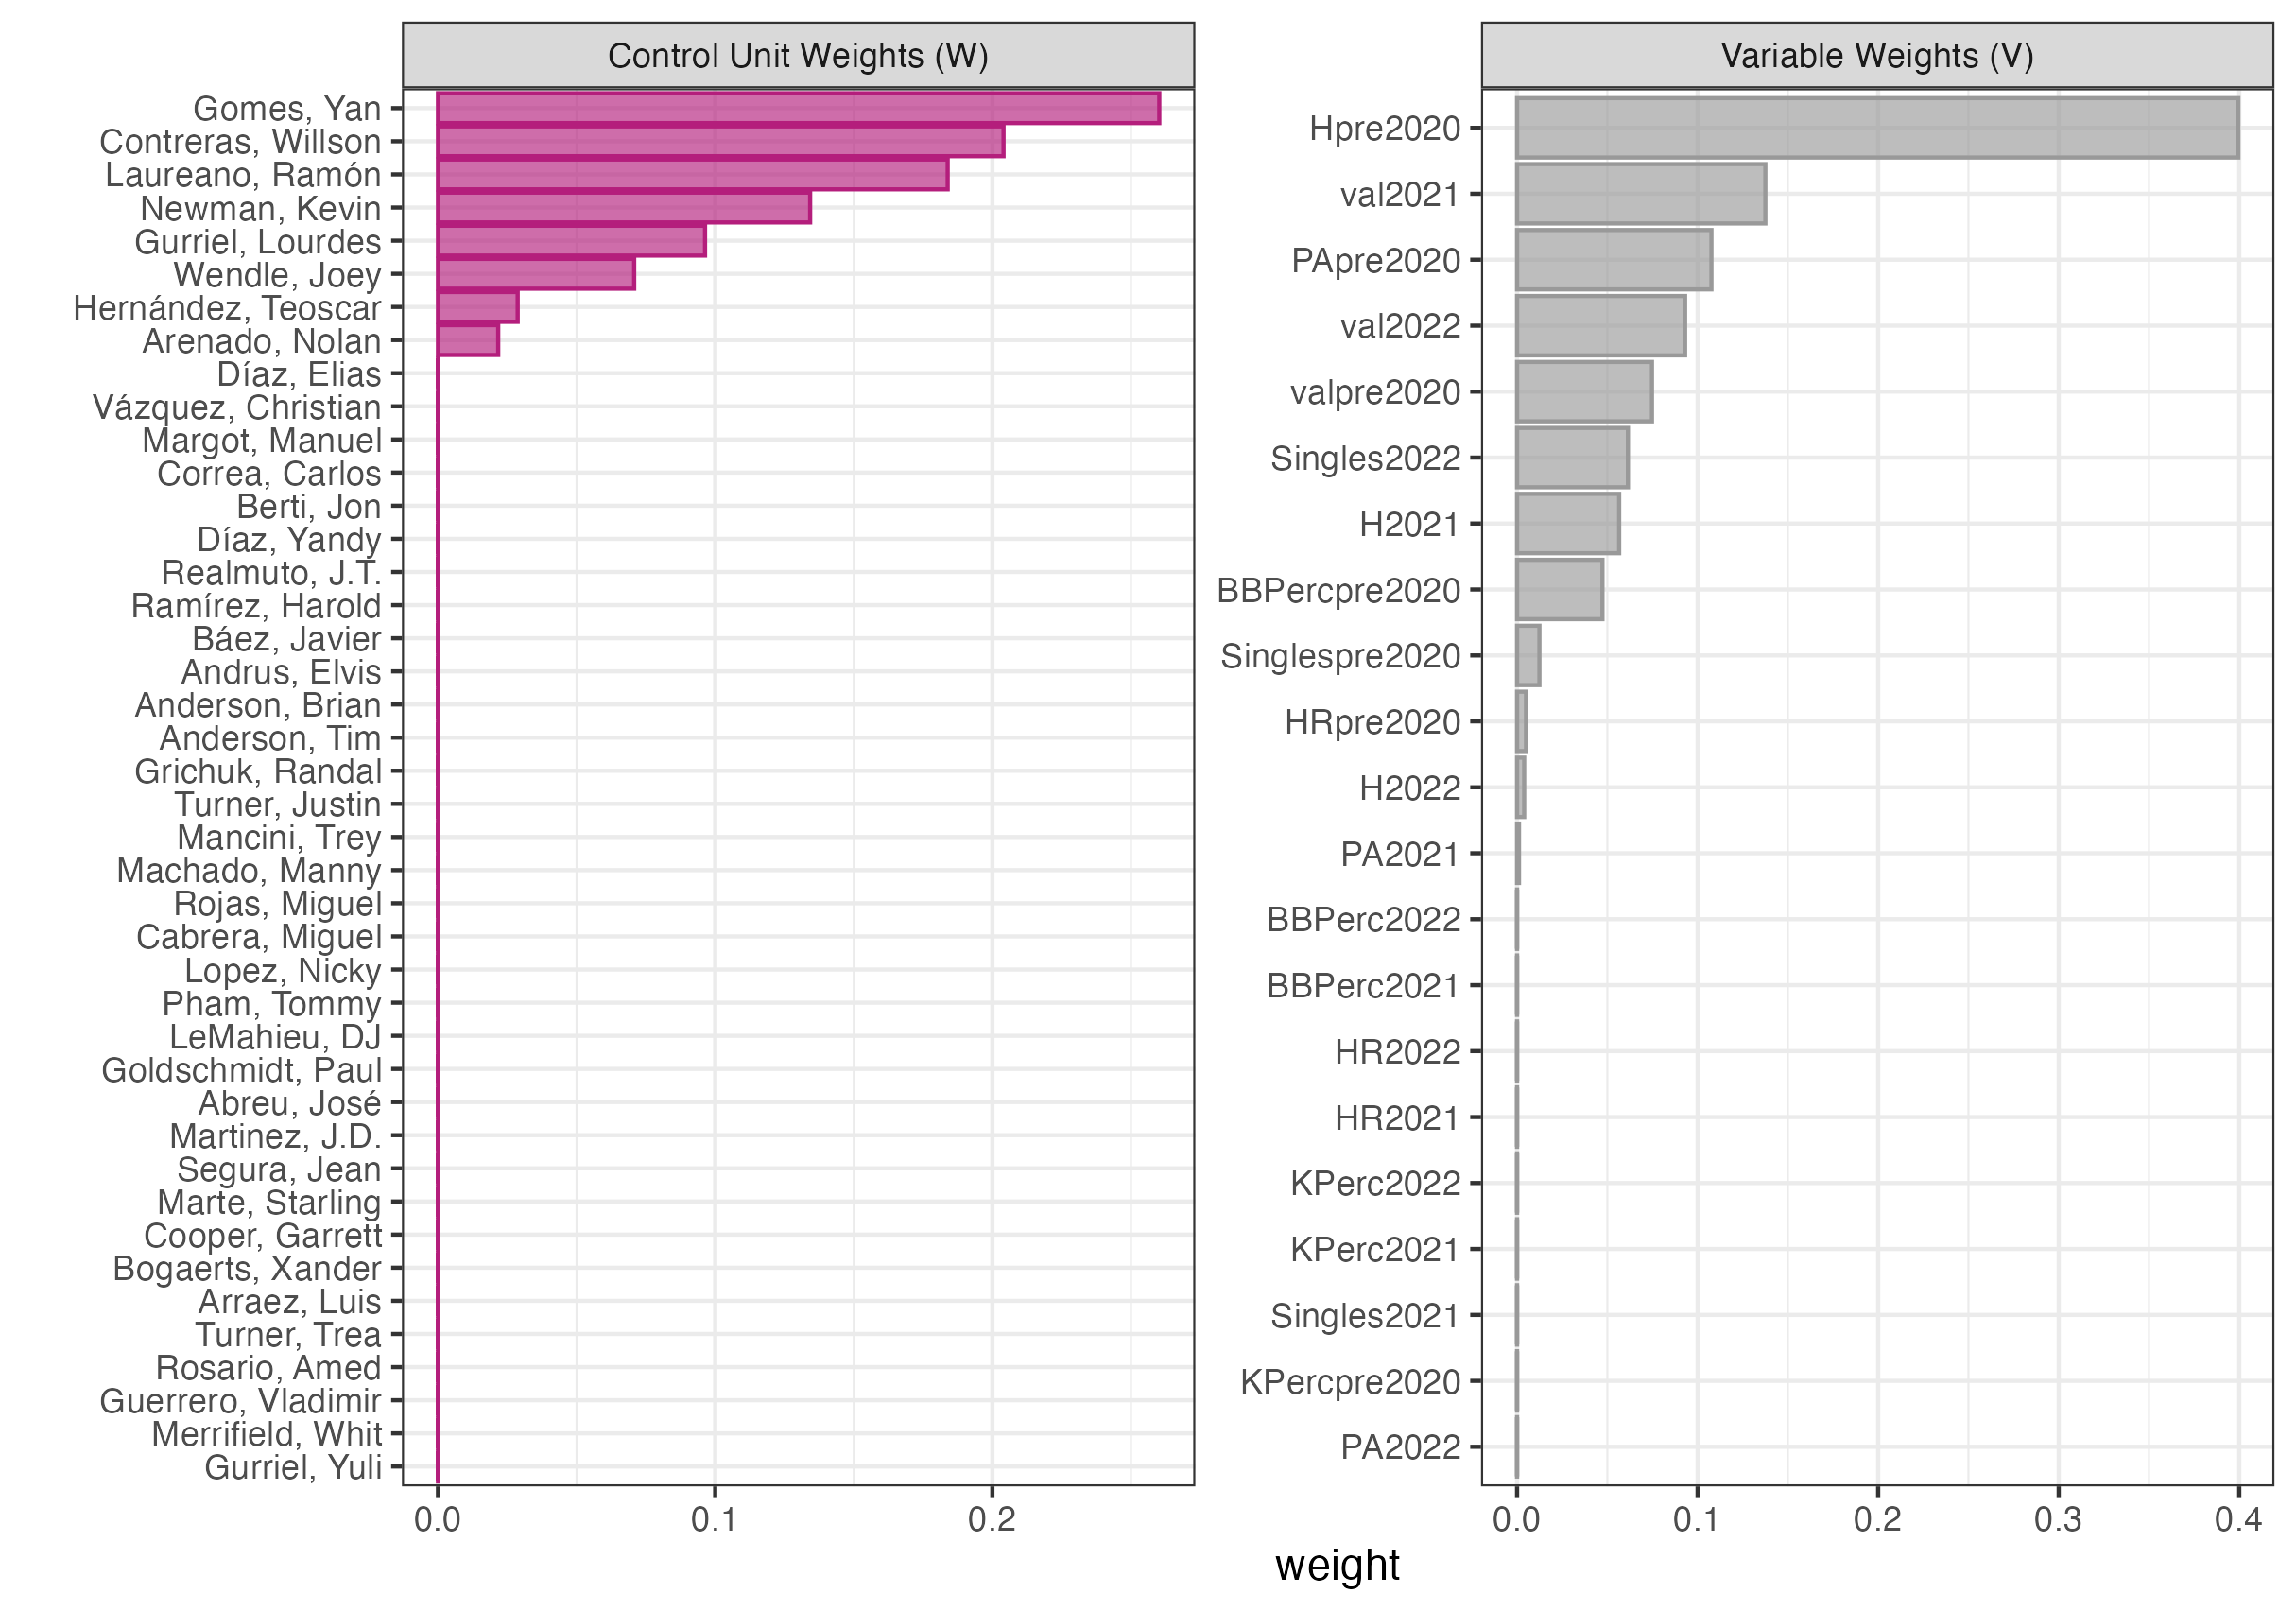 Control Unit Weights (W)
Gomes, Yan
Contreras, Willson
Laureano, Ramón
Newman, Kevin
Gurriel, Lourdes
Wendle, Joey
Hernández, Teoscar
Arenado, Nolan
Díaz, Elias
Vázquez, Christian
Margot, Manuel
Correa, Carlos
Berti, Jon
Díaz, Yandy
Realmuto, J.T.
Ramírez, Harold
Báez, Javier
Andrus, Elvis
Anderson, Brian
Anderson, Tim
Grichuk, Randal
Turner, Justin
Mancini, Trey
Machado, Manny
Rojas, Miguel
Cabrera, Miguel
Lopez, Nicky
Pham, Tommy
LeMahieu, DJ
Goldschmidt, Paul
Abreu, José
Martinez, J.D.
Segura, Jean
Marte, Starling
Cooper, Garrett
Bogaerts, Xander
Arraez, Luis
Turner, Trea
Rosario, Amed
Guerrero, Vladimir
Merrifield, Whit
Gurriel, Yuli
0.0 0.1 0.2
Variable Weights (V)
Hpre2020
val2021
PApre2020
val2022
valpre2020
Singles2022
H2021
BBPercpre2020
Singlespre2020
HRpre2020
H2022
PA2021
BBPerc2022
BBPerc2021
HR2022
HR2021
KPerc2022
KPerc2021
Singles2021
KPercpre2020
PA2022
0.0 0.1 0.2 0.3 0.4
weight